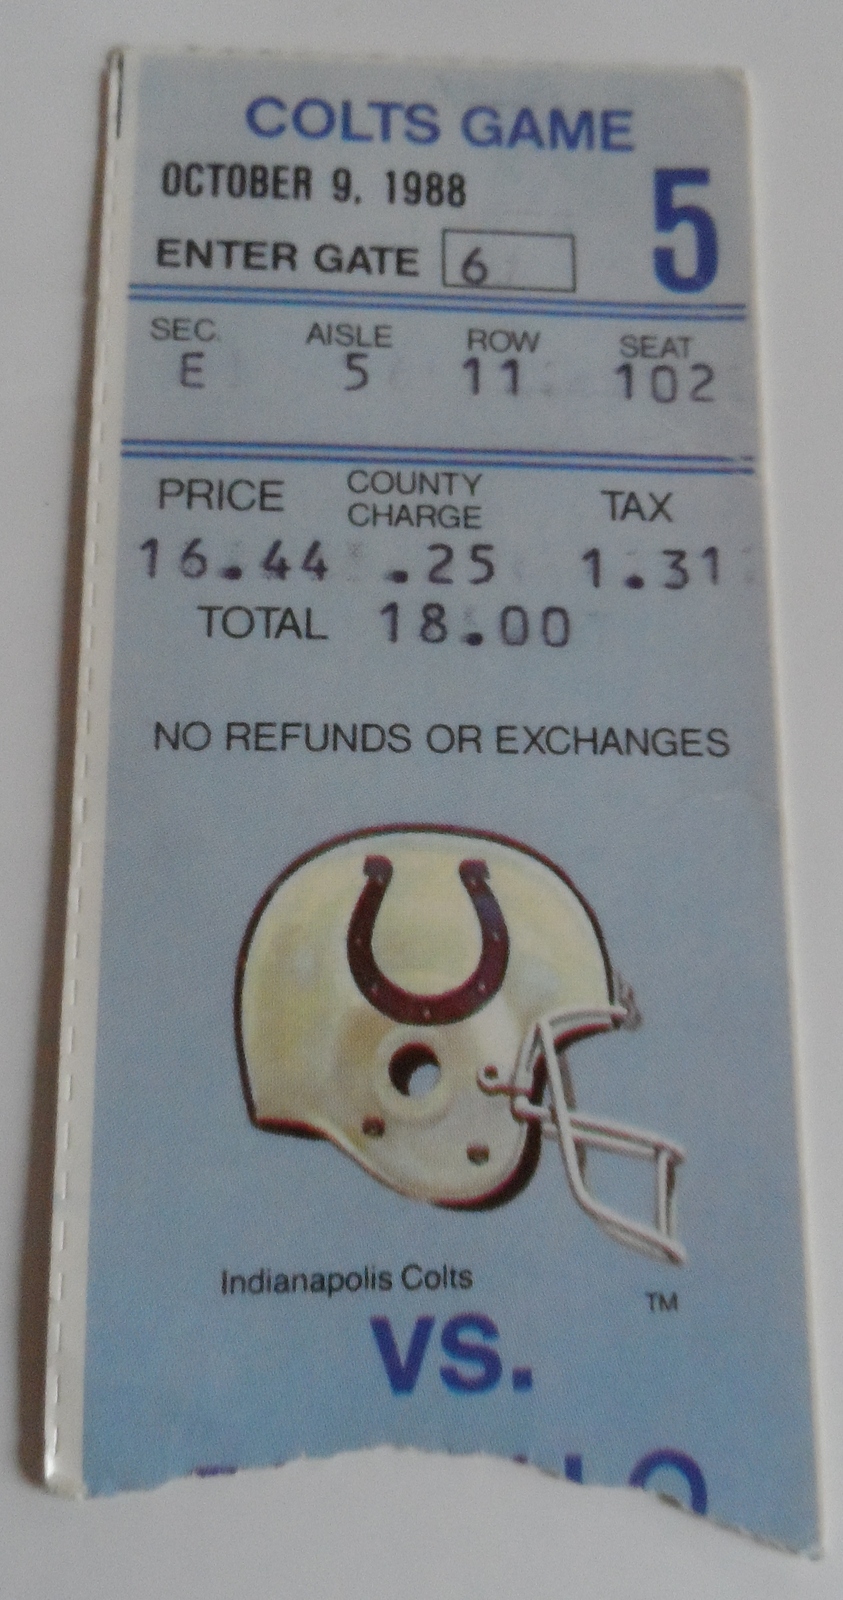 COLTS GAME
OCTOBER 9, 1988
5
ENTER GATE 6
SEC. AISLE ROW SEAT
E 5 11 102
PRICE COUNTY CHARGE TAX
16.44 .25 1.31
TOTAL 18.00
NO REFUNDS OR EXCHANGES
Indianapolis Colts
TM
VS.